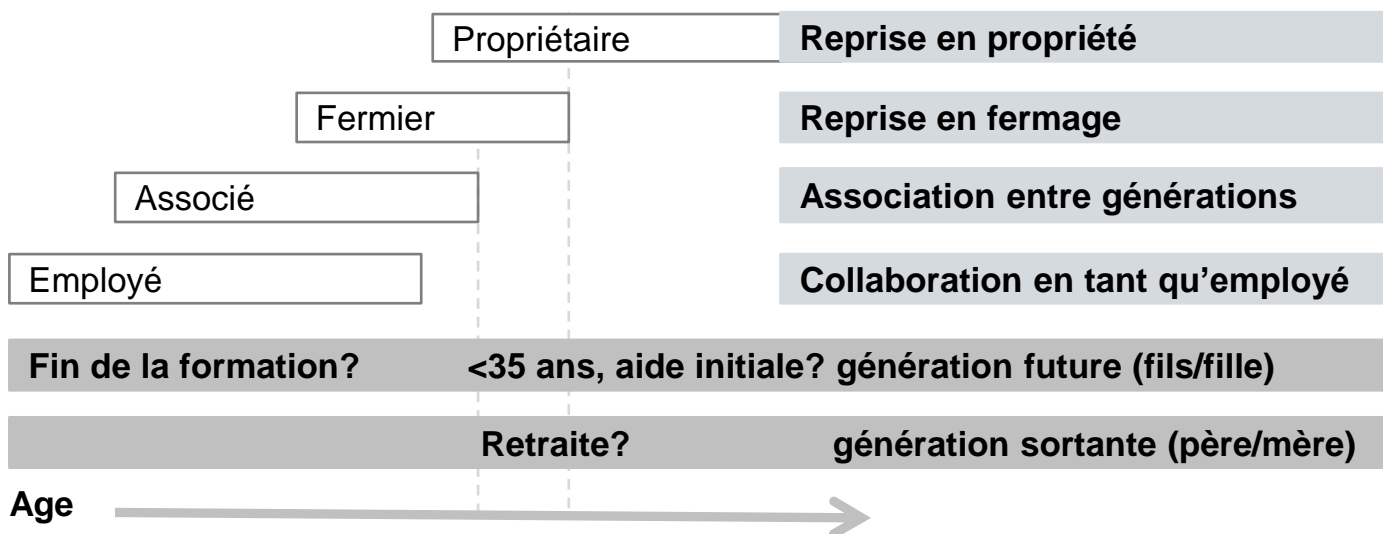 Propriétaire Reprise en propriété
Fermier Reprise en fermage
Associé Association entre générations
Employé Collaboration en tant qu’employé
Fin de la formation? <35 ans, aide initiale? génération future (fils/fille)
Retraite? génération sortante (père/mère)
Age